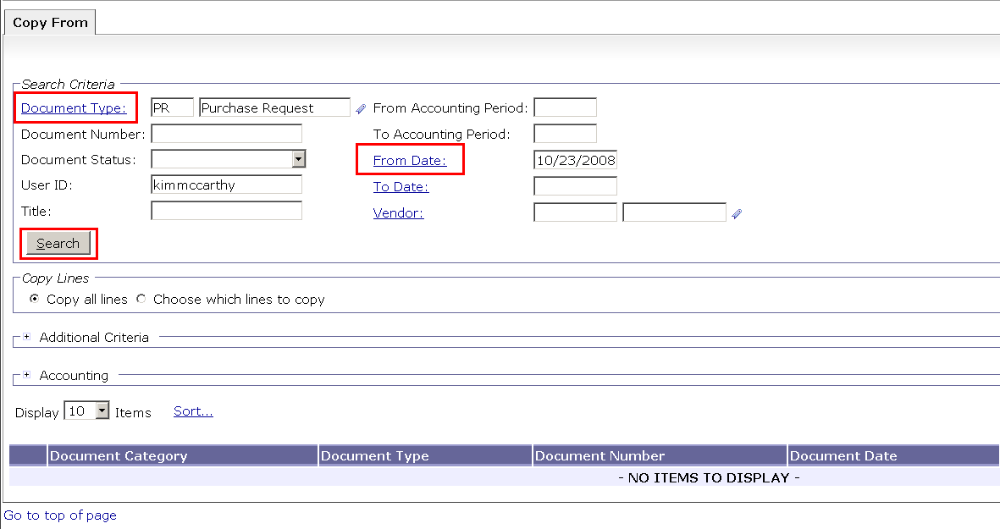 Copy From
Search Criteria
Document Type: PR Purchase Request From Accounting Period:
Document Number: To Accounting Period:
Document Status: From Date: 10/23/2008
User ID: kimmccarthy To Date:
Title: Vendor:
Search
Copy Lines
Copy all lines Choose which lines to copy
Additional Criteria
Accounting
Display 10 Items Sort...
Document Category Document Type Document Number Document Date
- NO ITEMS TO DISPLAY -
Go to top of page